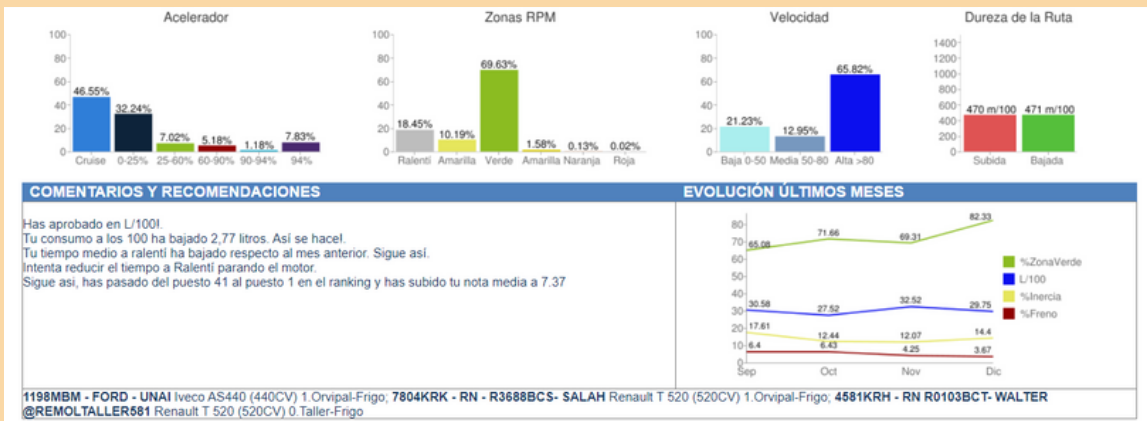 Acelerador
100
80
60
40
20
0
46.55%
32.24%
7.02%
5.18%
1.18%
7.83%
Cruise 0-25% 25-60% 60-90% 90-94% 94%
Zonas RPM
100
80
60
40
20
0
18.45%
10.19%
69.63%
1.58%
0.13%
0.02%
Ralentí Amarilla Verde Amarilla Naranja Roja
Velocidad
100
80
60
40
20
0
21.23%
12.95%
65.82%
Baja 0-50 Media 50-80 Alta >80
Dureza de la Ruta
1400
1200
1000
800
600
400
200
0
470 m/100 471 m/100
Subida Bajada
COMENTARIOS Y RECOMENDACIONES
Has aprobado en L/100!.
Tu consumo a los 100 ha bajado 2,77 litros. Así se hace!.
Tu tiempo medio a ralentí ha bajado respecto al mes anterior. Sigue así.
Intenta reducir el tiempo a Ralentí parando el motor.
Sigue asi, has pasado del puesto 41 al puesto 1 en el ranking y has subido tu nota media a 7.37
EVOLUCIÓN ÚLTIMOS MESES
80
70
60
50
40
30
20
10
0
65.08 71.66 69.31 82.33
30.58 27.52 32.52 29.75
17.61 12.44 12.07 14.4
6.4 6.43 4.25 3.67
Sep Oct Nov Dic
%ZonaVerde
L/100
%Inercia
%Freno
1198MBM - FORD - UNAI Iveco AS440 (440CV) 1.Orvipal-Frigo; 7804KRK - RN - R3688BCS- SALAH Renault T 520 (520CV) 1.Orvipal-Frigo; 4581KRH - RN R0103BCT- WALTER
@REMOLTALLER581 Renault T 520 (520CV) 0.Taller-Frigo